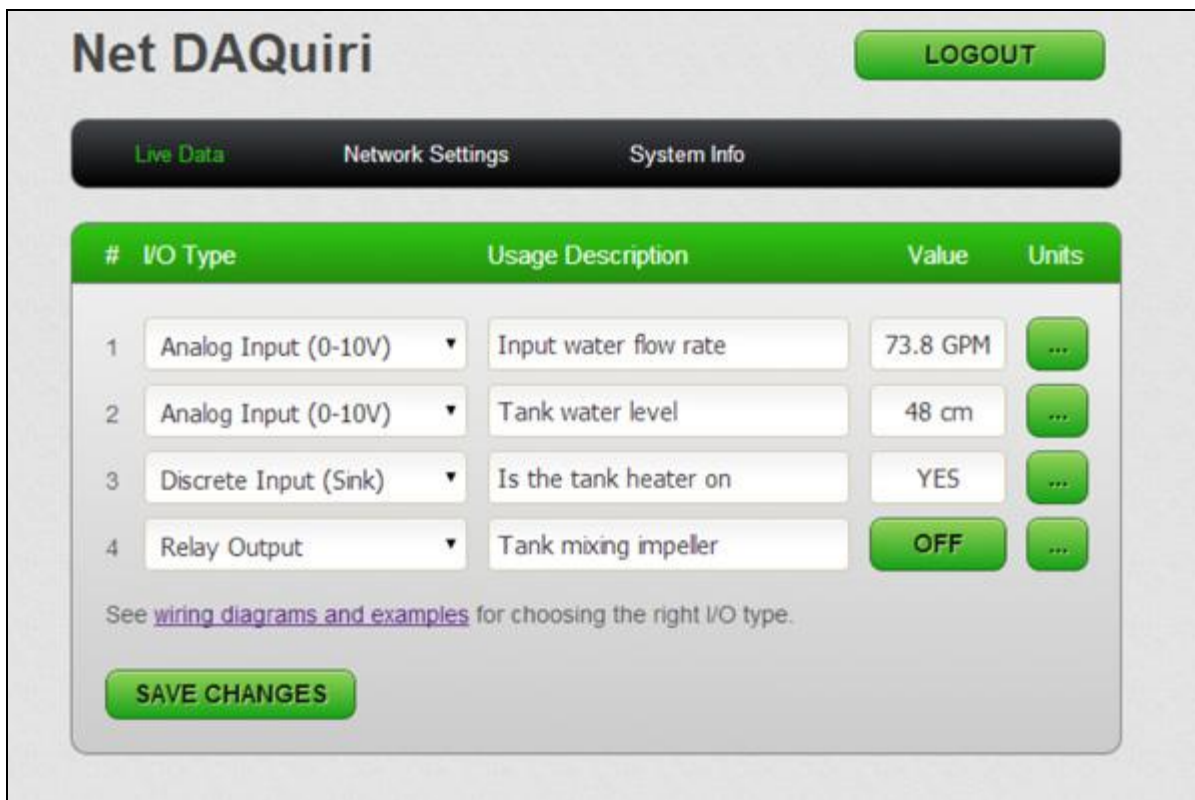 Net DAQuiri LOGOUT
Live Data Network Settings System Info
# I/O Type Usage Description Value Units
1 Analog Input (0-10V) Input water flow rate 73.8 GPM ...
2 Analog Input (0-10V) Tank water level 48 cm ...
3 Discrete Input (Sink) Is the tank heater on YES ...
4 Relay Output Tank mixing impeller OFF ...
See wiring diagrams and examples for choosing the right I/O type.
SAVE CHANGES